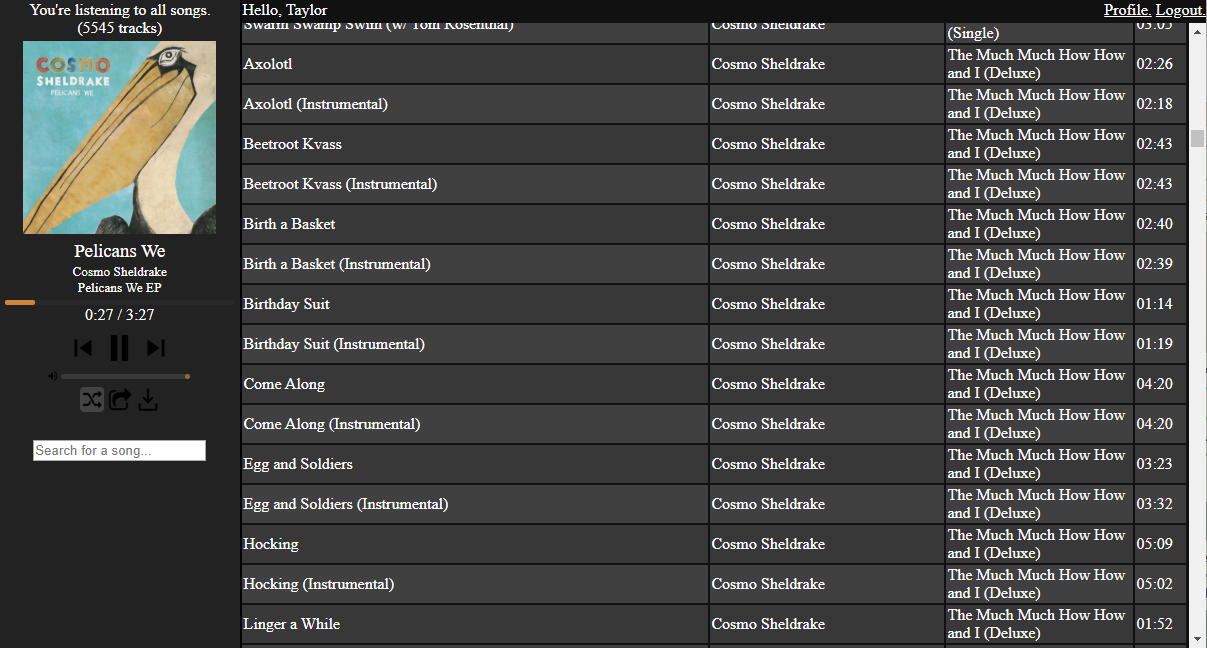 You're listening to all songs.
(5545 tracks)
COSMO
SHELDRAKE
PELICANS WE
Pelicans We
Cosmo Sheldrake
Pelicans We EP
0:27 / 3:27
Search for a song...
Hello, Taylor
Profile. Logout.
Swarm Swamp Swim (w/ Tom Rosenthal) Cosmo Sheldrake (Single) 05:05
Axolotl Cosmo Sheldrake The Much Much How How 02:26
and I (Deluxe)
Axolotl (Instrumental) Cosmo Sheldrake The Much Much How How 02:18
and I (Deluxe)
Beetroot Kvass Cosmo Sheldrake The Much Much How How 02:43
and I (Deluxe)
Beetroot Kvass (Instrumental) Cosmo Sheldrake The Much Much How How 02:43
and I (Deluxe)
Birth a Basket Cosmo Sheldrake The Much Much How How 02:40
and I (Deluxe)
Birth a Basket (Instrumental) Cosmo Sheldrake The Much Much How How 02:39
and I (Deluxe)
Birthday Suit Cosmo Sheldrake The Much Much How How 01:14
and I (Deluxe)
Birthday Suit (Instrumental) Cosmo Sheldrake The Much Much How How 01:19
and I (Deluxe)
Come Along Cosmo Sheldrake The Much Much How How 04:20
and I (Deluxe)
Come Along (Instrumental) Cosmo Sheldrake The Much Much How How 04:20
and I (Deluxe)
Egg and Soldiers Cosmo Sheldrake The Much Much How How 03:23
and I (Deluxe)
Egg and Soldiers (Instrumental) Cosmo Sheldrake The Much Much How How 03:32
and I (Deluxe)
Hocking Cosmo Sheldrake The Much Much How How 05:09
and I (Deluxe)
Hocking (Instrumental) Cosmo Sheldrake The Much Much How How 05:02
and I (Deluxe)
Linger a While Cosmo Sheldrake The Much Much How How 01:52
and I (Deluxe)